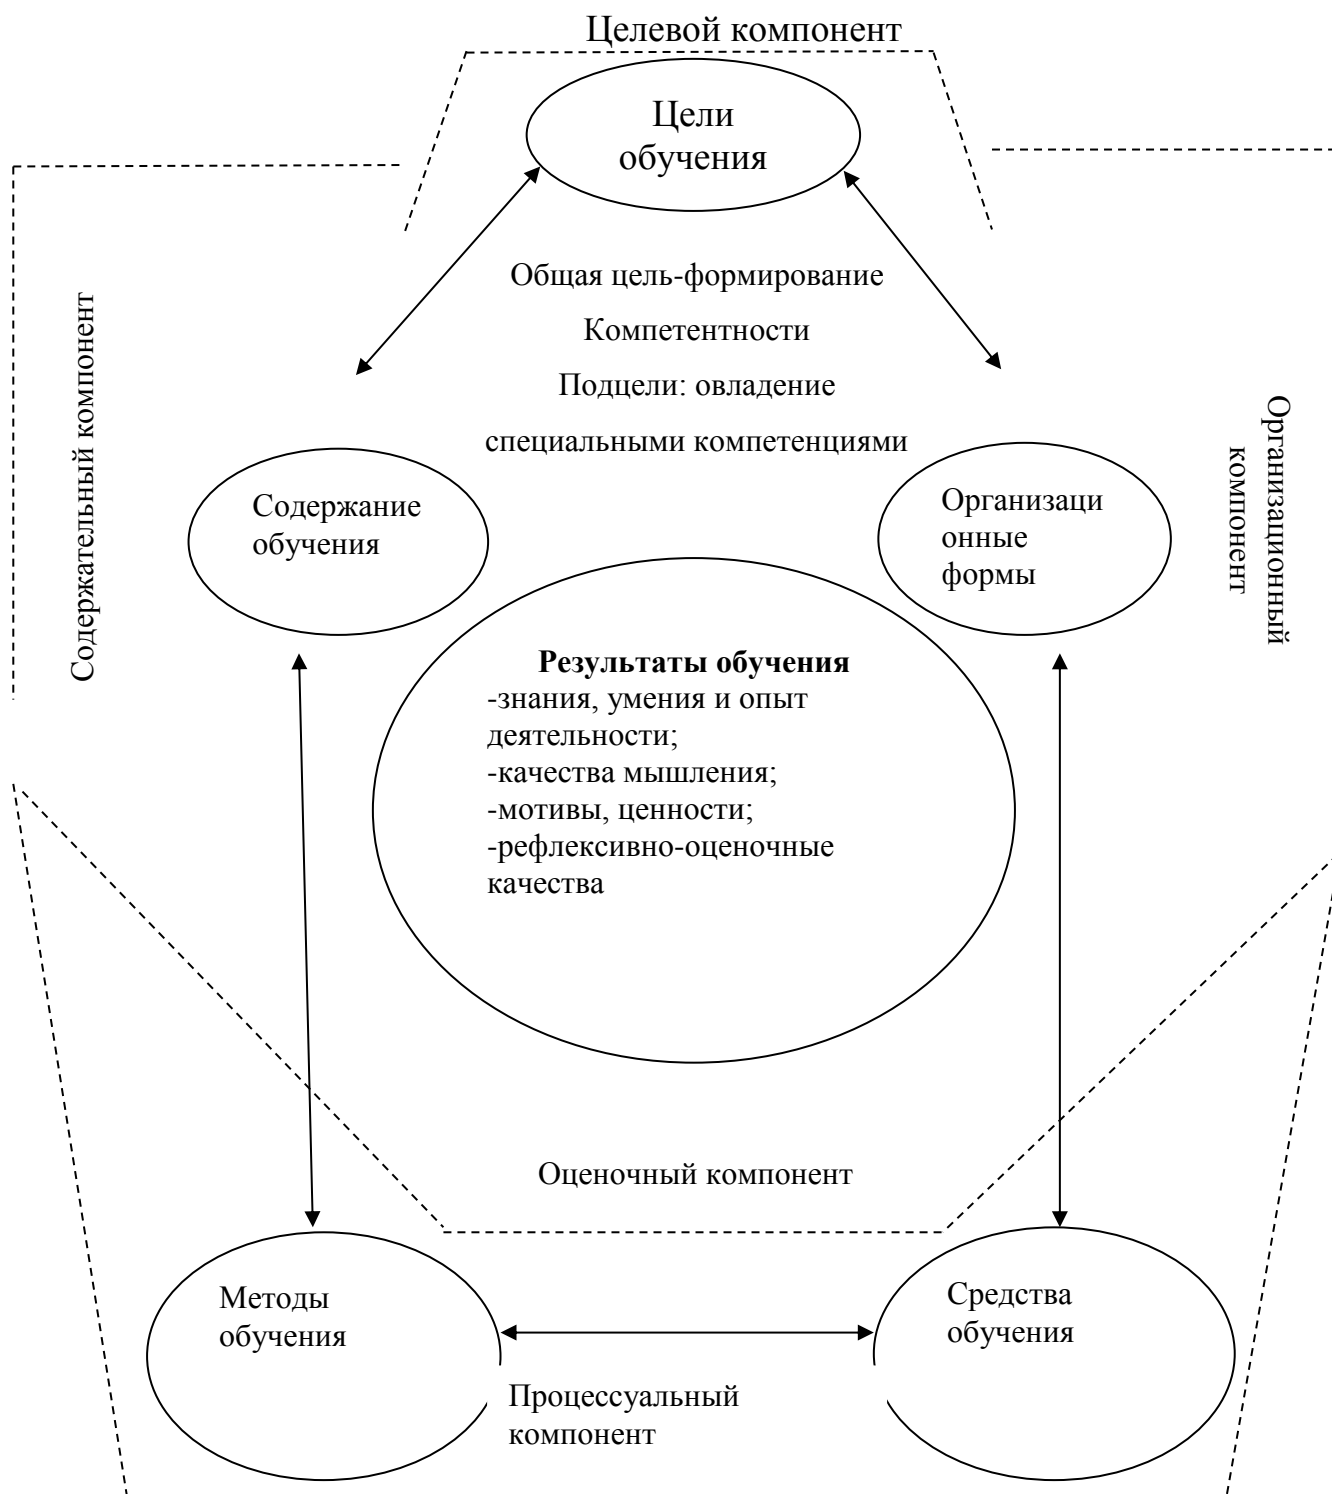 Целевой компонент
Цели
обучения
Общая цель-формирование
Компетентности
Подцели: овладение
специальными компетенциями
Содержательный компонент
Организационный
компонент
Содержание
обучения
Организаци
онные
формы
Результаты обучения
-знания, умения и опыт
деятельности;
-качества мышления;
-мотивы, ценности;
-рефлексивно-оценочные
качества
Оценочный компонент
Методы
обучения
Средства
обучения
Процессуальный
компонент